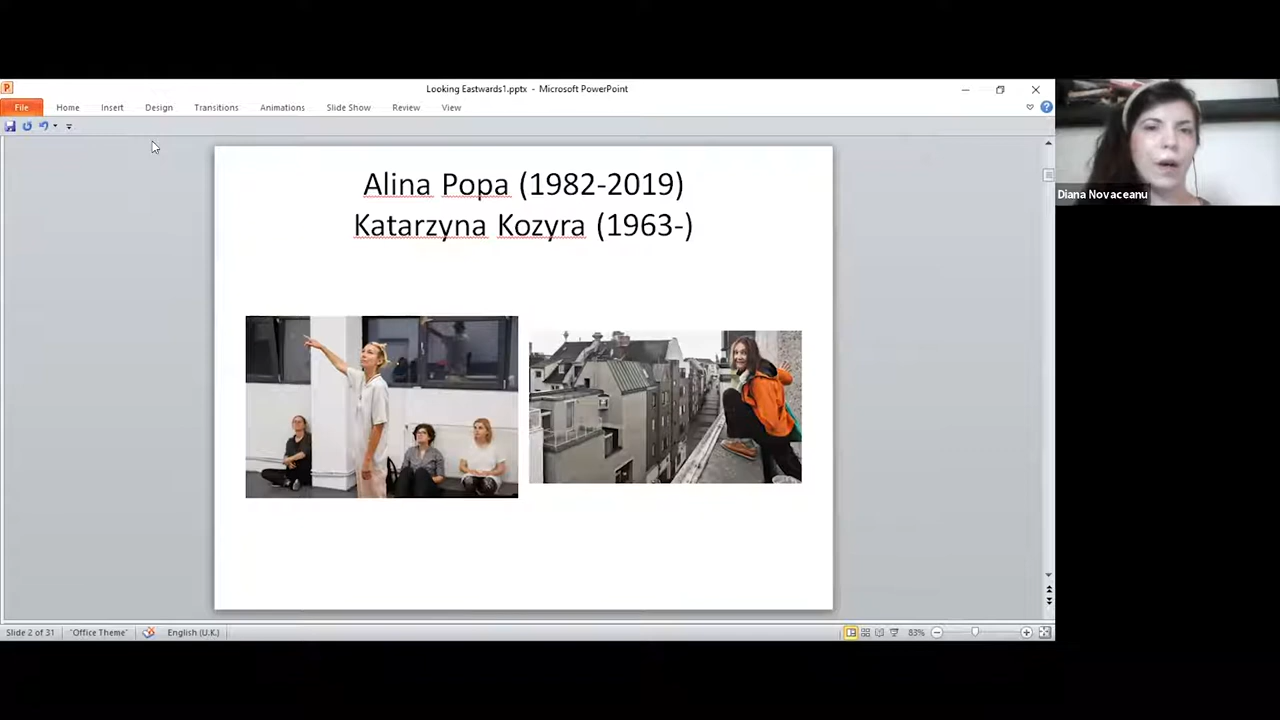 Looking Eastwards1.pptx - Microsoft PowerPoint
File Home Insert Design Transitions Animations Slide Show Review View
Diana Novaceanu
Alina Popa (1982-2019)
Katarzyna Kozyra (1963-)
Slide 2 of 31 "Office Theme" English (U.K.) 83%